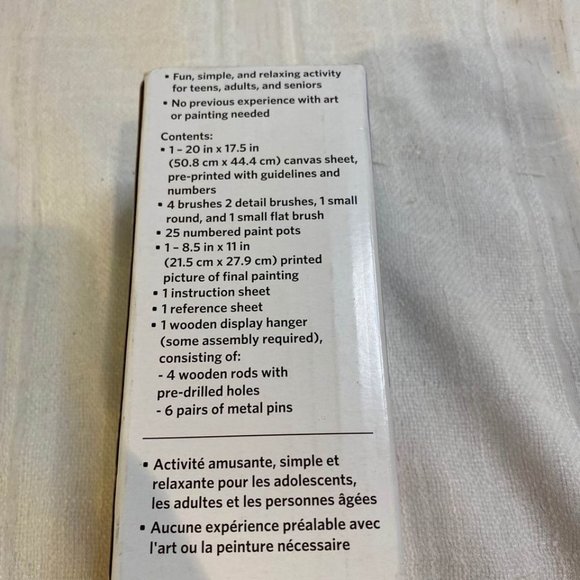 • Fun, simple, and relaxing activity
for teens, adults, and seniors
• No previous experience with art
or painting needed
Contents:
• 1 – 20 in x 17.5 in
(50.8 cm x 44.4 cm) canvas sheet,
pre-printed with guidelines and
numbers
• 4 brushes 2 detail brushes, 1 small
round, and 1 small flat brush
• 25 numbered paint pots
• 1 – 8.5 in x 11 in
(21.5 cm x 27.9 cm) printed
picture of final painting
• 1 instruction sheet
• 1 reference sheet
• 1 wooden display hanger
(some assembly required),
consisting of:
- 4 wooden rods with
pre-drilled holes
- 6 pairs of metal pins
• Activité amusante, simple et
relaxante pour les adolescents,
les adultes et les personnes âgées
• Aucune expérience préalable avec
l'art ou la peinture nécessaire